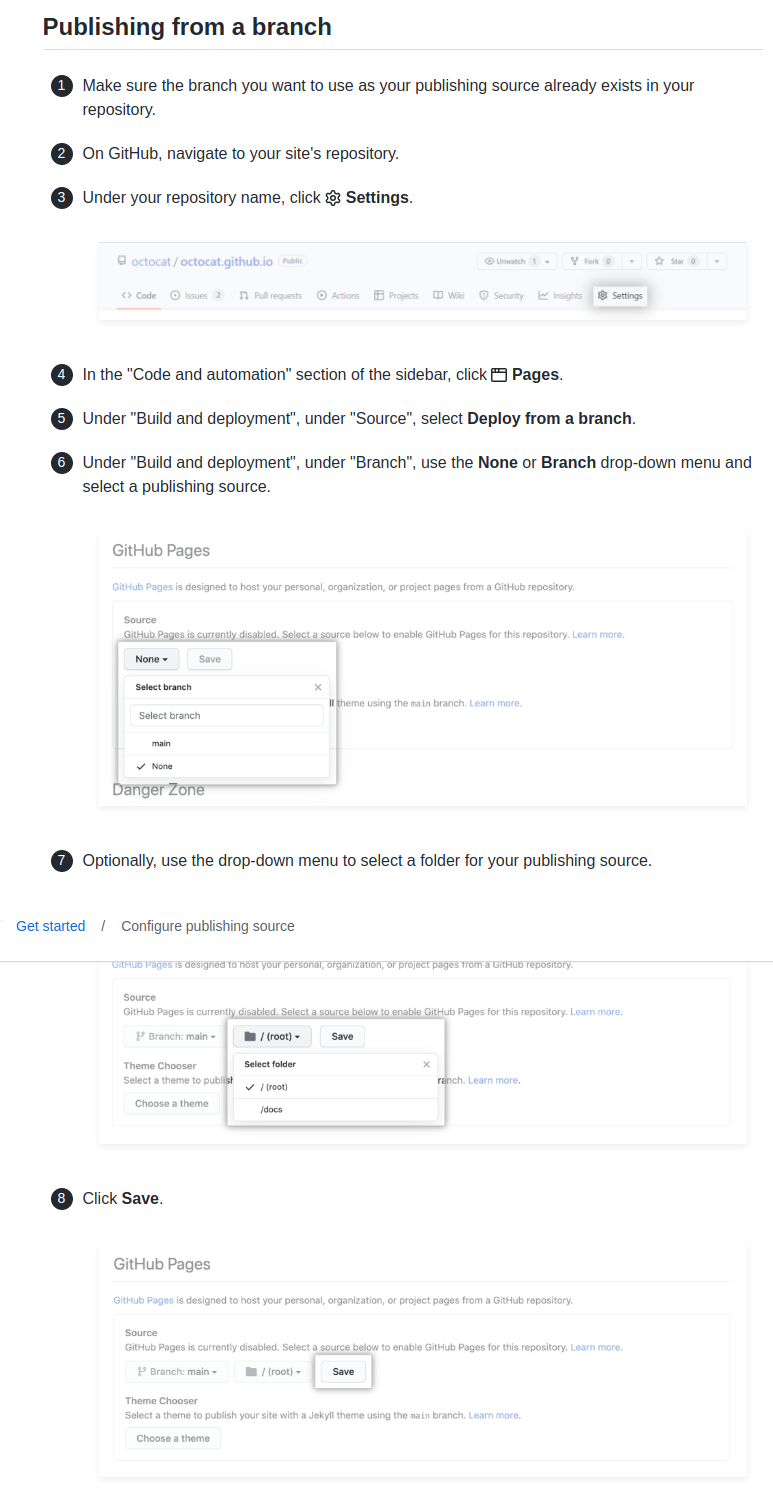 Publishing from a branch
1 Make sure the branch you want to use as your publishing source already exists in your
repository.
2 On GitHub, navigate to your site's repository.
3 Under your repository name, click Settings.
octocat / octocat.github.io Public Unwatch 1 Fork 0 Star 0
Code Issues 2 Pull requests Actions Projects Wiki Security Insights Settings
4 In the "Code and automation" section of the sidebar, click Pages.
5 Under "Build and deployment", under "Source", select Deploy from a branch.
6 Under "Build and deployment", under "Branch", use the None or Branch drop-down menu and
select a publishing source.
GitHub Pages
GitHub Pages is designed to host your personal, organization, or project pages from a GitHub repository.
Source
GitHub Pages is currently disabled. Select a source below to enable GitHub Pages for this repository. Learn more.
None Save
Select branch
ll theme using the main branch. Learn more.
Select branch
main
None
Danger Zone
7 Optionally, use the drop-down menu to select a folder for your publishing source.
Get started / Configure publishing source
GitHub Pages is designed to host your personal, organization, or project pages from a GitHub repository.
Source
GitHub Pages is currently disabled. Select a source below to enable GitHub Pages for this repository. Learn more.
Branch: main / (root) Save
Theme Chooser Select folder
Select a theme to publish / (root) ranch. Learn more.
Choose a theme /docs
8 Click Save.
GitHub Pages
GitHub Pages is designed to host your personal, organization, or project pages from a GitHub repository.
Source
GitHub Pages is currently disabled. Select a source below to enable GitHub Pages for this repository. Learn more.
Branch: main / (root) Save
Theme Chooser
Select a theme to publish your site with a Jekyll theme using the main branch. Learn more.
Choose a theme